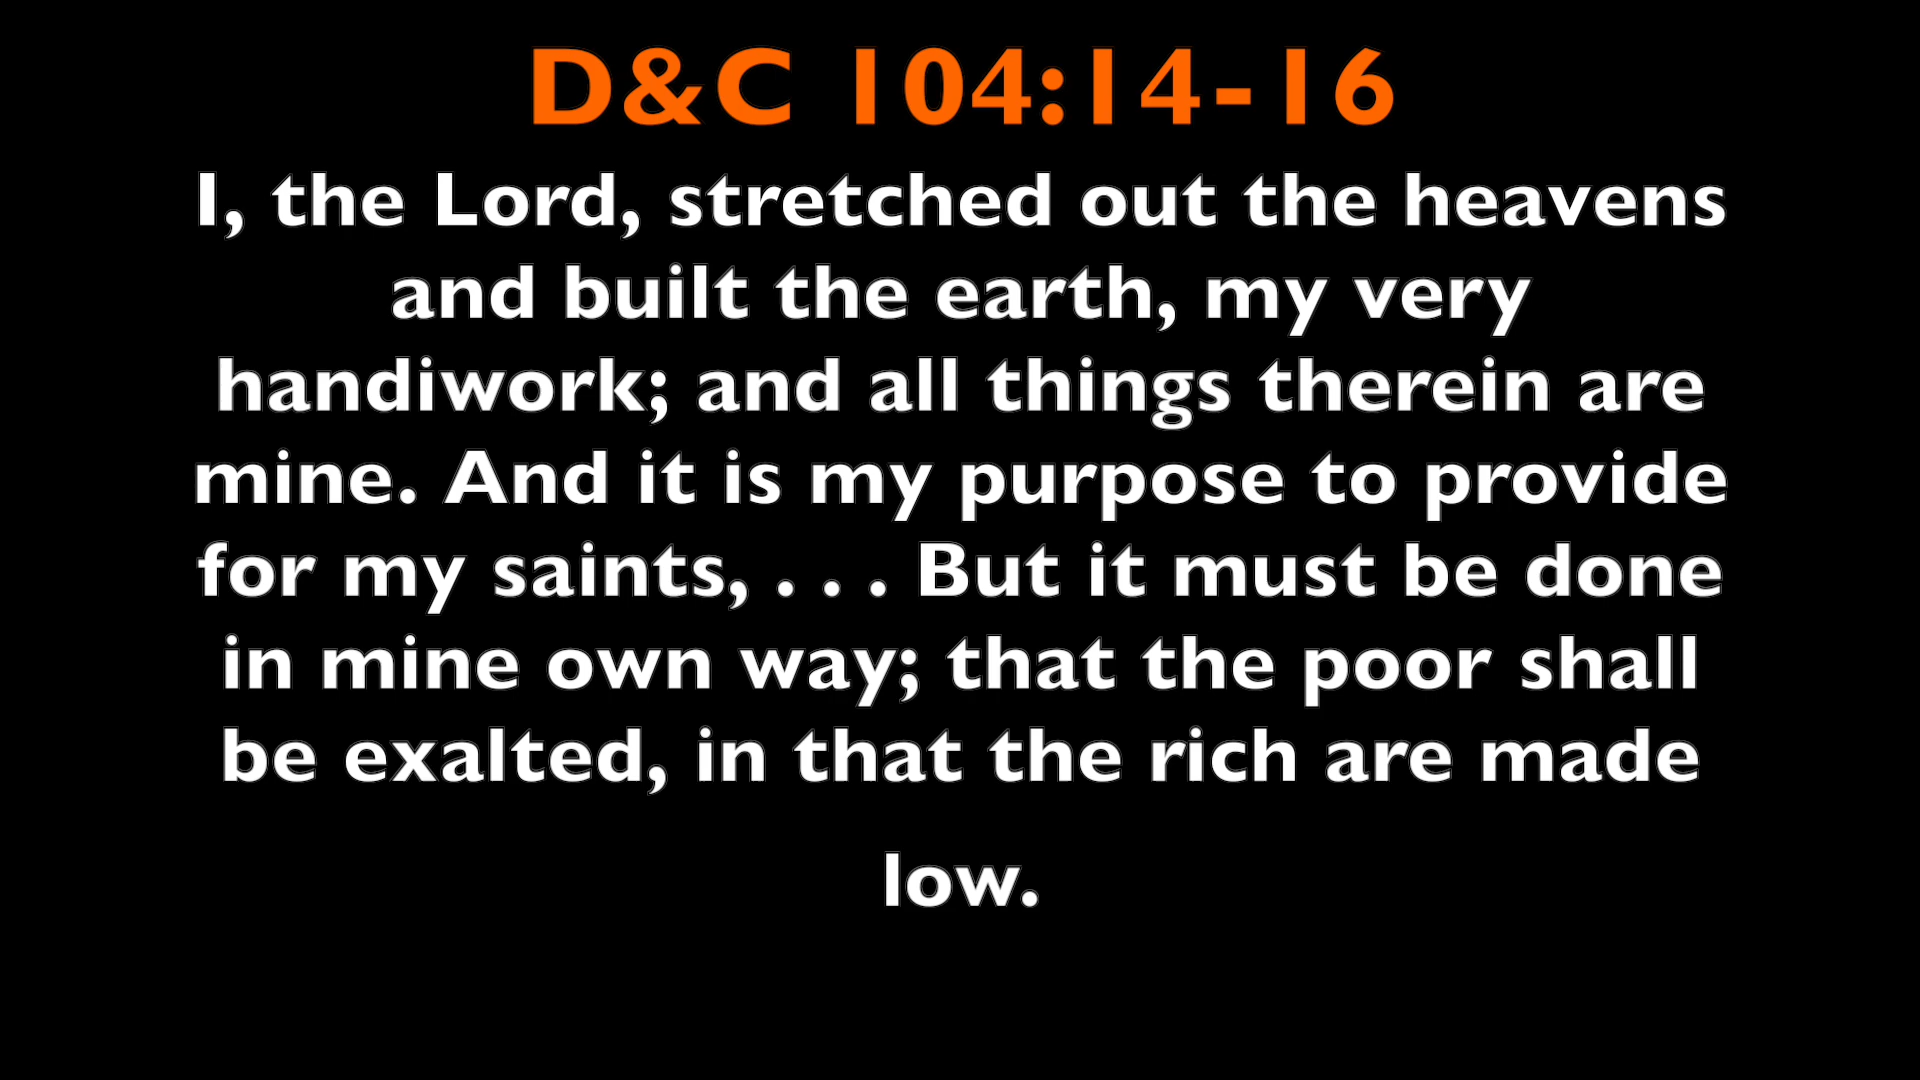 D&C 104:14-16
I, the Lord, stretched out the heavens
and built the earth, my very
handiwork; and all things therein are
mine. And it is my purpose to provide
for my saints, . . . But it must be done
in mine own way; that the poor shall
be exalted, in that the rich are made
low.